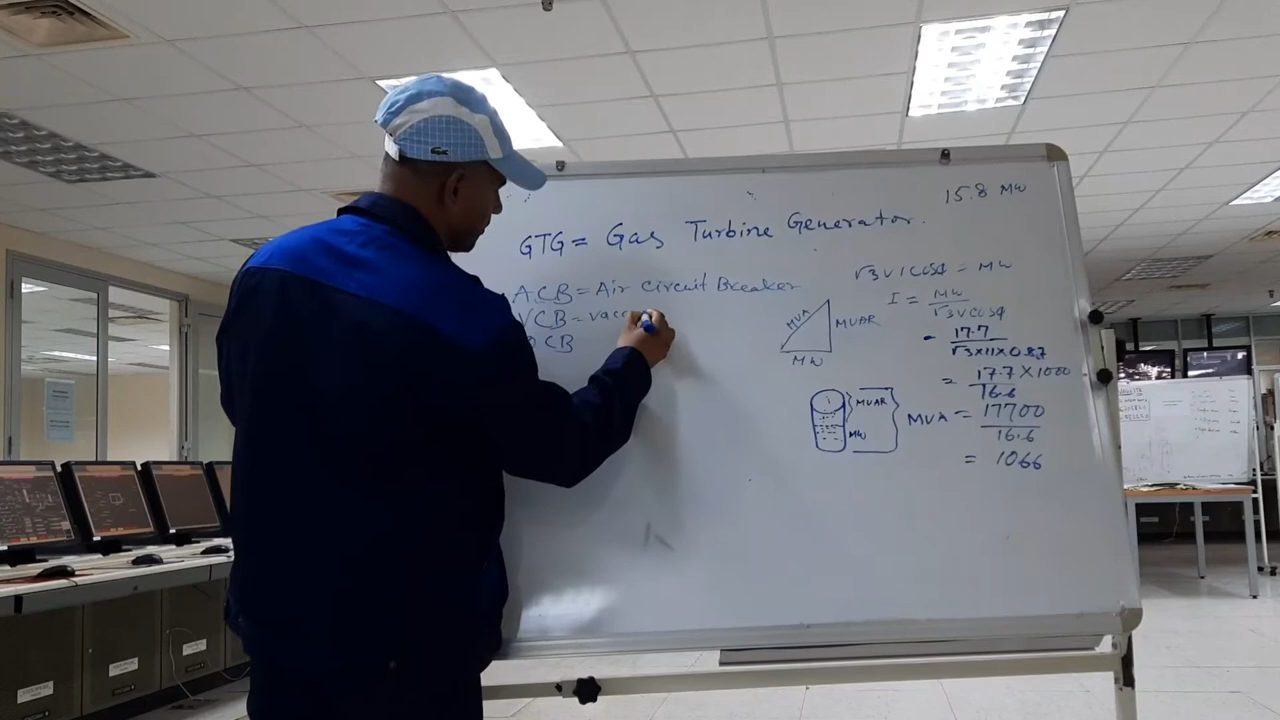 15.8 MW
GTG = Gas Turbine Generator.
ACB = Air Circuit Breaker
VCB = Vacc
CB
MVA
MVAR
MW
√3 V I COSϕ = MW
I = MW / √3 V COSϕ
= 17.7 / √3 X 11 X 0.87
= 17.7 X 1000 / 16.6
MVAR
MW
MVA
= 17700 / 16.6
= 1066